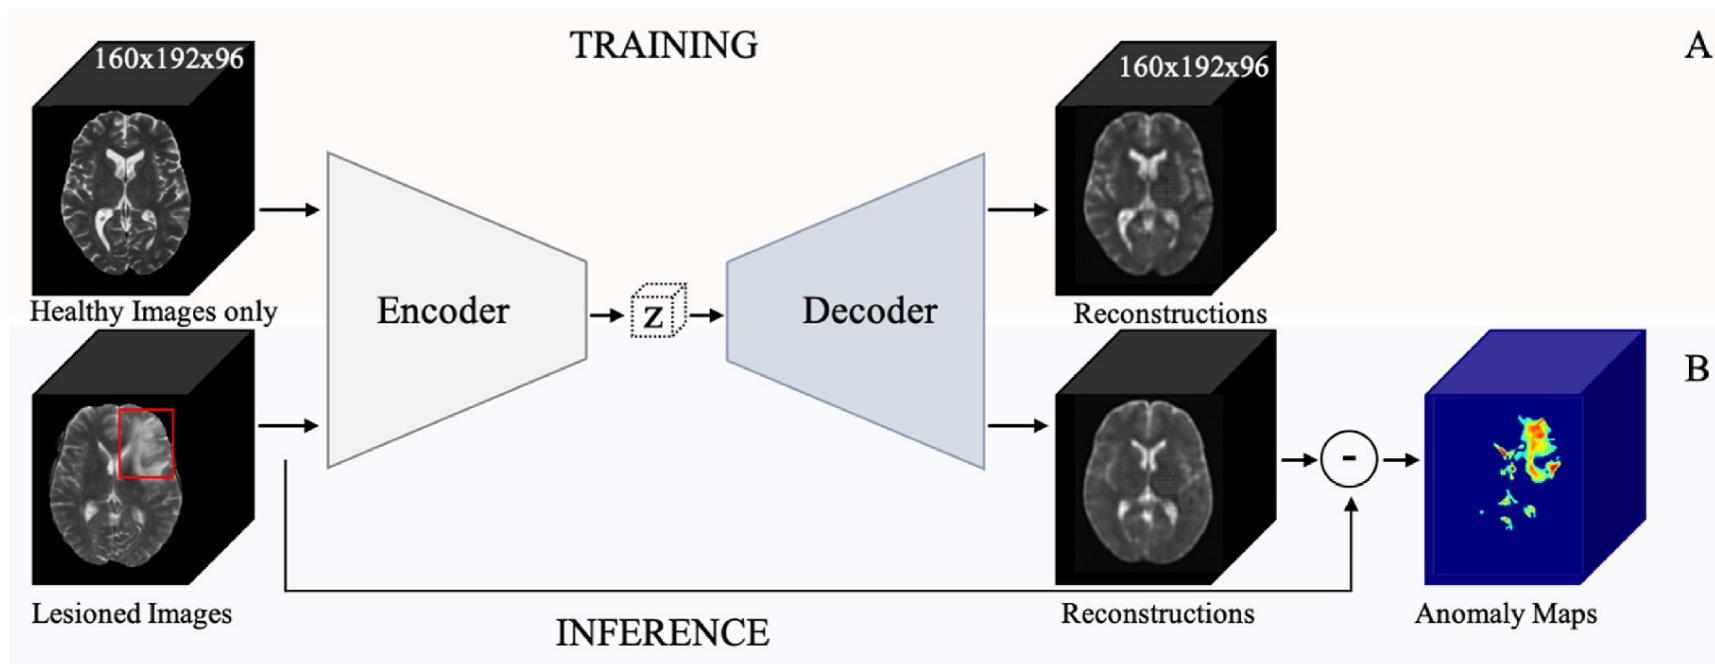 TRAINING
A
160x192x96
160x192x96
Encoder
z
Decoder
Healthy Images only
Reconstructions
B
-
Lesioned Images
Reconstructions
Anomaly Maps
INFERENCE